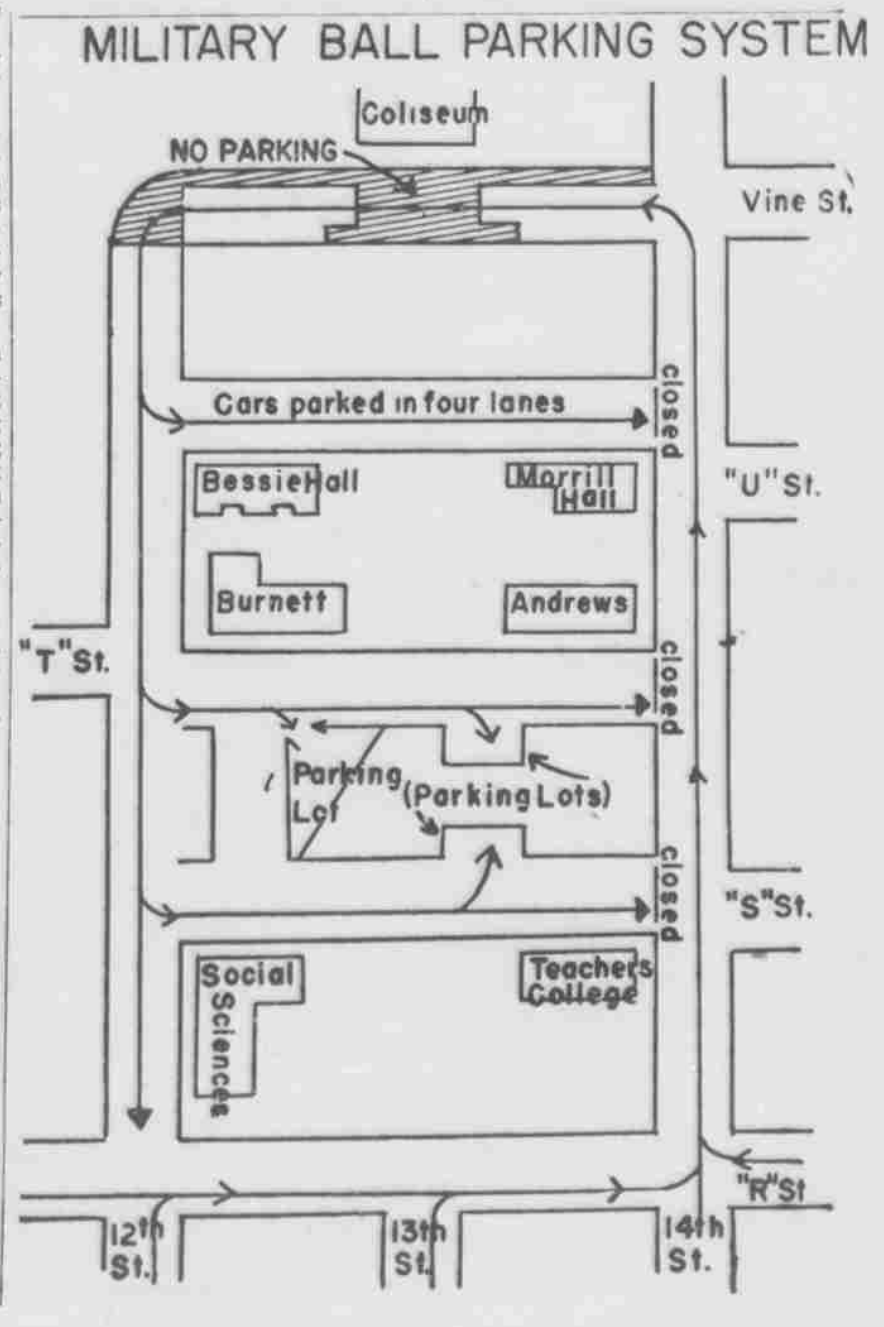 MILITARY BALL PARKING SYSTEM
Coliseum
NO PARKING
Vine St.
closed
Cars parked in four lanes
Bessie Hall
Morrill
Hall
"U" St.
Burnett
Andrews
"T" St.
closed
Parking
Lot
(Parking Lots)
closed
"S" St.
Social
Sciences
Teachers
College
"R" St
12th
St.
13th
St.
14th
St.